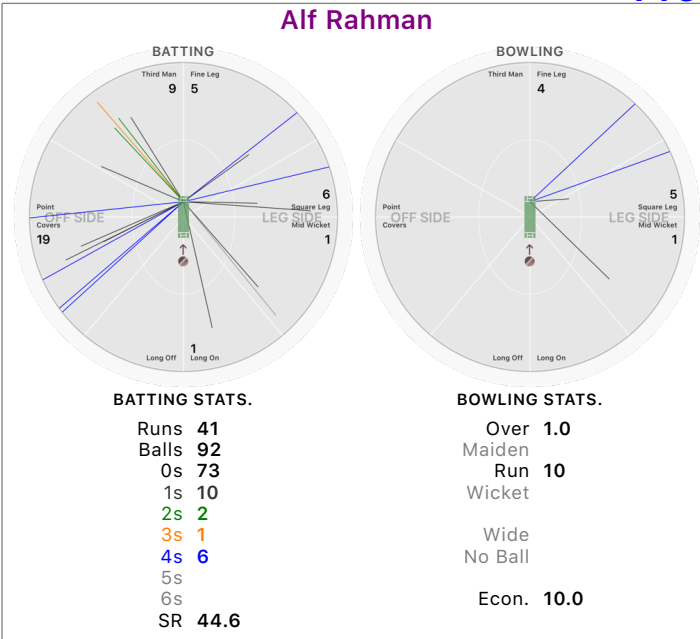 Alf Rahman
BATTING
Third Man
Fine Leg
9
5
6
Point
Square Leg
OFF SIDE
LEG SIDE
Covers
Mid Wicket
19
1
1
Long Off
Long On
BATTING STATS.
Runs 41
Balls 92
0s 73
1s 10
2s 2
3s 1
4s 6
5s
6s
SR 44.6
BOWLING
Third Man
Fine Leg
4
5
Point
Square Leg
OFF SIDE
LEG SIDE
Covers
Mid Wicket
1
Long Off
Long On
BOWLING STATS.
Over 1.0
Maiden
Run 10
Wicket
Wide
No Ball
Econ. 10.0